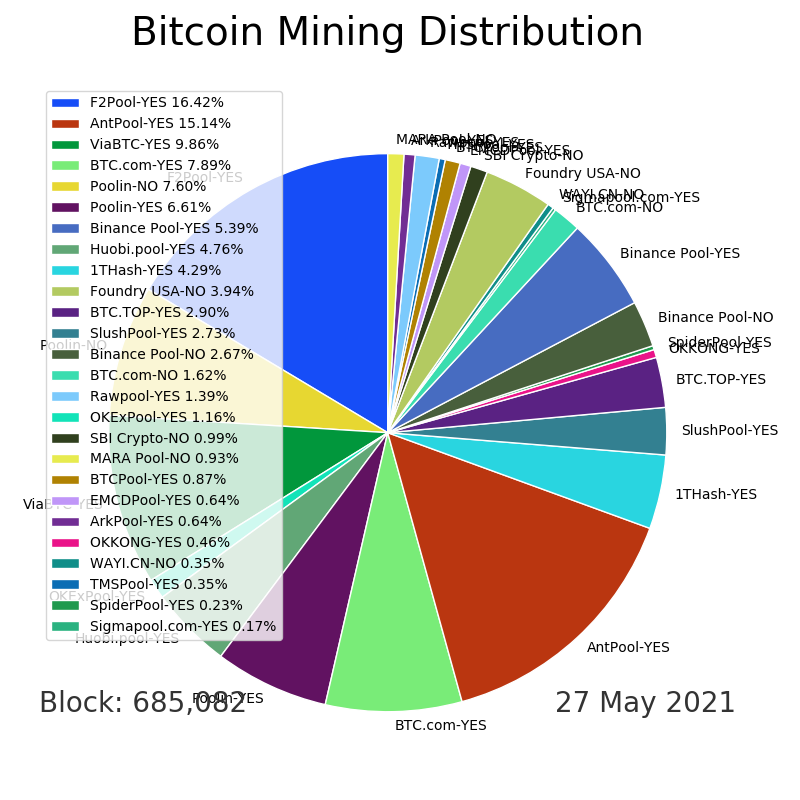 Bitcoin Mining Distribution
F2Pool-YES 16.42%
AntPool-YES 15.14%
ViaBTC-YES 9.86%
BTC.com-YES 7.89%
Poolin-NO 7.60%
Poolin-YES 6.61%
Binance Pool-YES 5.39%
Huobi.pool-YES 4.76%
1THash-YES 4.29%
Foundry USA-NO 3.94%
BTC.TOP-YES 2.90%
SlushPool-YES 2.73%
Binance Pool-NO 2.67%
BTC.com-NO 1.62%
Rawpool-YES 1.39%
OKExPool-YES 1.16%
SBI Crypto-NO 0.99%
MARA Pool-NO 0.93%
BTCPool-YES 0.87%
EMCDPool-YES 0.64%
ArkPool-YES 0.64%
OKKONG-YES 0.46%
WAYI.CN-NO 0.35%
TMSPool-YES 0.35%
SpiderPool-YES 0.23%
Sigmapool.com-YES 0.17%
F2Pool-YES
Poolin-NO
ViaBTC-YES
OKExPool-YES
Huobi.pool-YES
Poolin-YES
BTC.com-YES
AntPool-YES
1THash-YES
SlushPool-YES
BTC.TOP-YES
OKKONG-YES
SpiderPool-YES
Binance Pool-NO
Binance Pool-YES
BTC.com-NO
Sigmapool.com-YES
WAYI.CN-NO
Foundry USA-NO
SBI Crypto-NO
EMCDPool-YES
MARA Pool-NO
Block: 685,082
27 May 2021